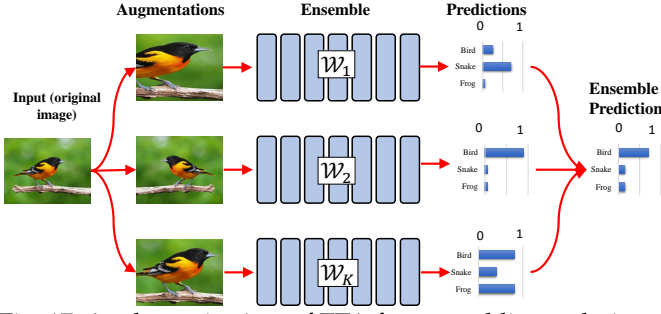 Augmentations Ensemble Predictions
0 1
Bird
Snake
Frog
W1
Input (original
image)
Ensemble
Prediction
0 1
Bird
Snake
Frog
W2
0 1
Bird
Snake
Frog
0 1
Bird
Snake
Frog
WK